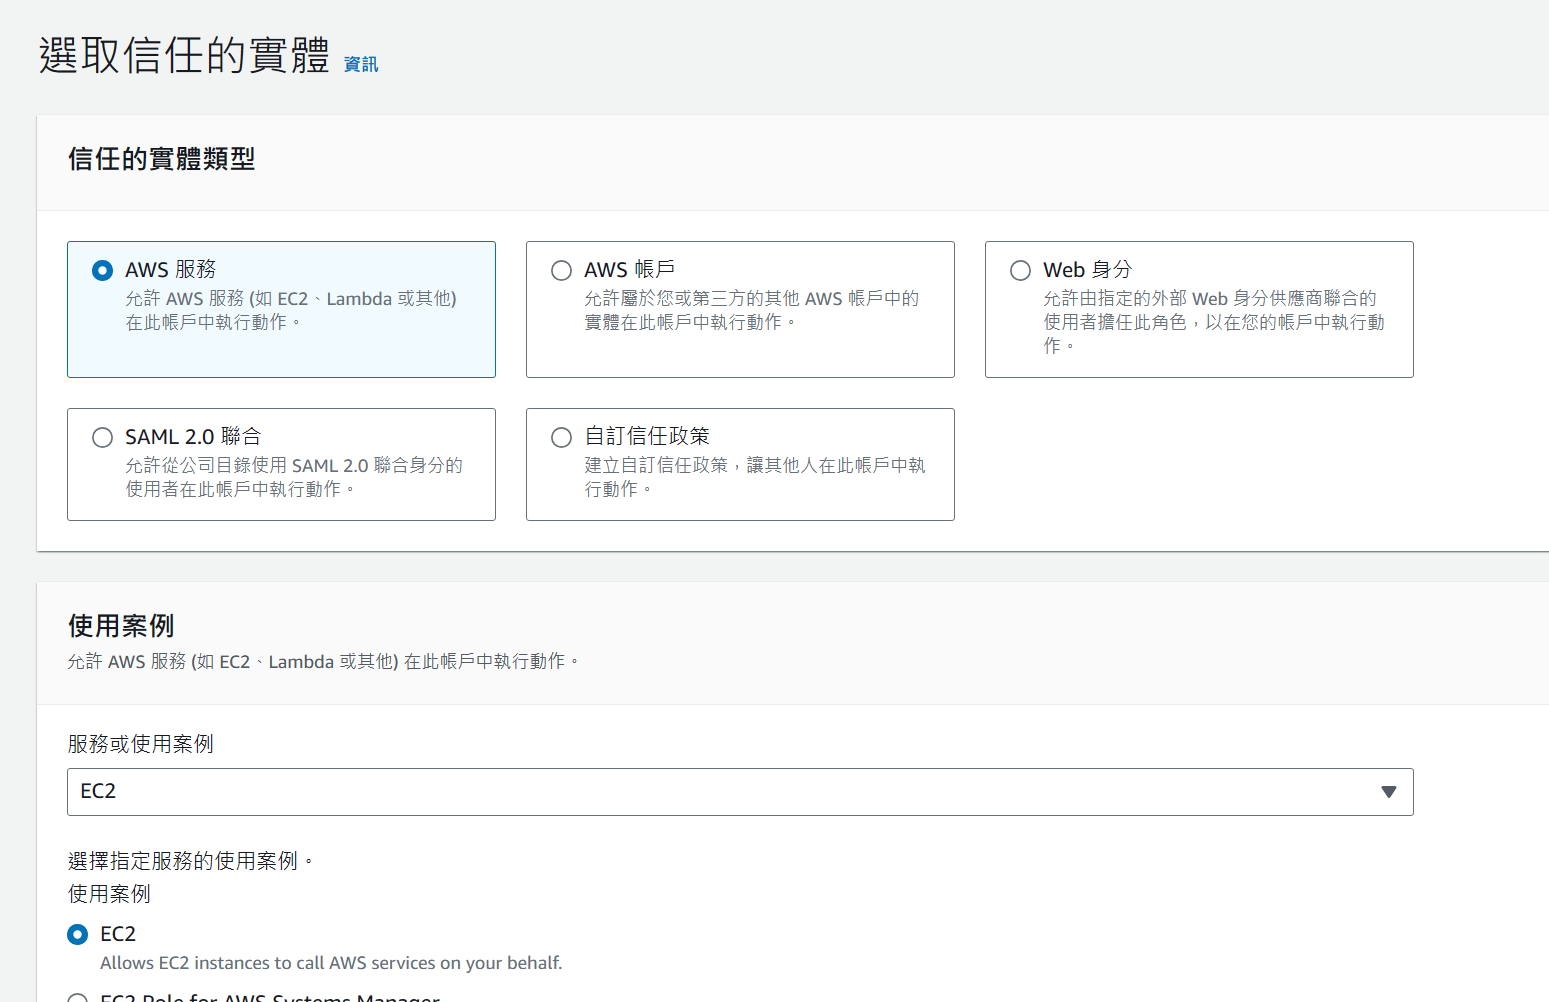 選取信任的實體 資訊
信任的實體類型
AWS 服務
允許 AWS 服務 (如 EC2、Lambda 或其他)
在此帳戶中執行動作。
AWS 帳戶
允許屬於您或第三方的其他 AWS 帳戶中的
實體在此帳戶中執行動作。
Web 身分
允許由指定的外部 Web 身分供應商聯合的
使用者擔任此角色，以在您的帳戶中執行動
作。
SAML 2.0 聯合
允許從公司目錄使用 SAML 2.0 聯合身分的
使用者在此帳戶中執行動作。
自訂信任政策
建立自訂信任政策，讓其他人在此帳戶中執
行動作。
使用案例
允許 AWS 服務 (如 EC2、Lambda 或其他) 在此帳戶中執行動作。
服務或使用案例
EC2
選擇指定服務的使用案例。
使用案例
EC2
Allows EC2 instances to call AWS services on your behalf.
EC2 Role for AWS Systems Manager